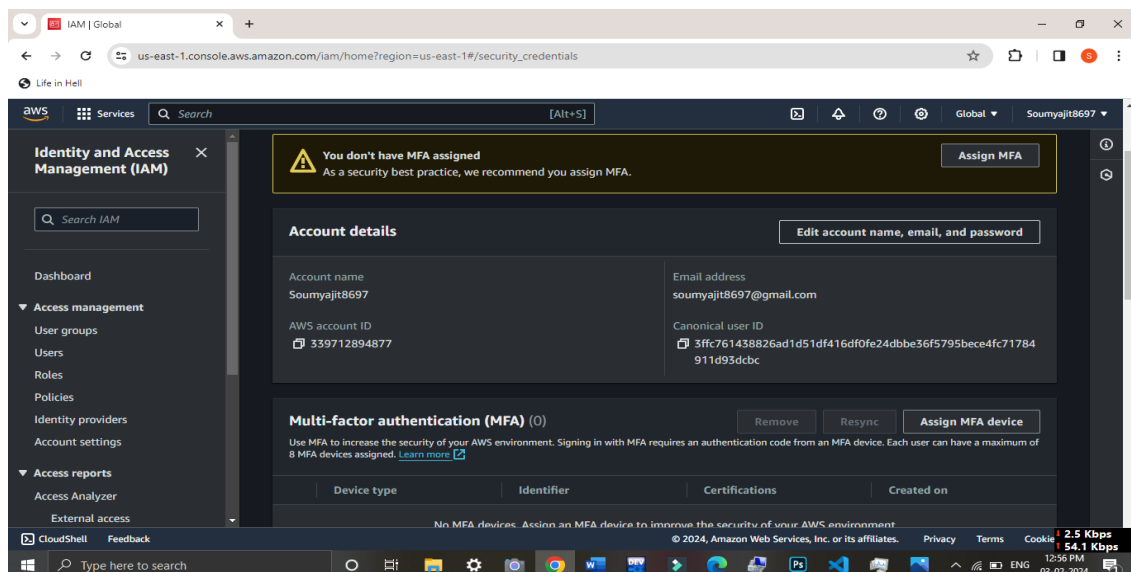 IAM | Global
us-east-1.console.aws.amazon.com/iam/home?region=us-east-1#/security_credentials
S
Life in Hell
aws
Services
Search
[Alt+S]
Global
Soumyajit8697
Identity and Access
Management (IAM)
Search IAM
Dashboard
Access management
User groups
Users
Roles
Policies
Identity providers
Account settings
Access reports
Access Analyzer
External access
You don't have MFA assigned
As a security best practice, we recommend you assign MFA.
Assign MFA
Account details
Edit account name, email, and password
Account name
Soumyajit8697
Email address
soumyajit8697@gmail.com
AWS account ID
339712894877
Canonical user ID
3ffc761438826ad1d51df416df0fe24dbbe36f5795bece4fc71784
911d93dcbc
Multi-factor authentication (MFA) (0)
Remove
Resync
Assign MFA device
Use MFA to increase the security of your AWS environment. Signing in with MFA requires an authentication code from an MFA device. Each user can have a maximum of
8 MFA devices assigned. Learn more
Device type
Identifier
Certifications
Created on
No MFA devices. Assign an MFA device to improve the security of your AWS environment
CloudShell
Feedback
© 2024, Amazon Web Services, Inc. or its affiliates.
Privacy
Terms
Cookie
2.5 Kbps
54.1 Kbps
Type here to search
W
DEV
Ps
ENG
12:56 PM
03-02-2024